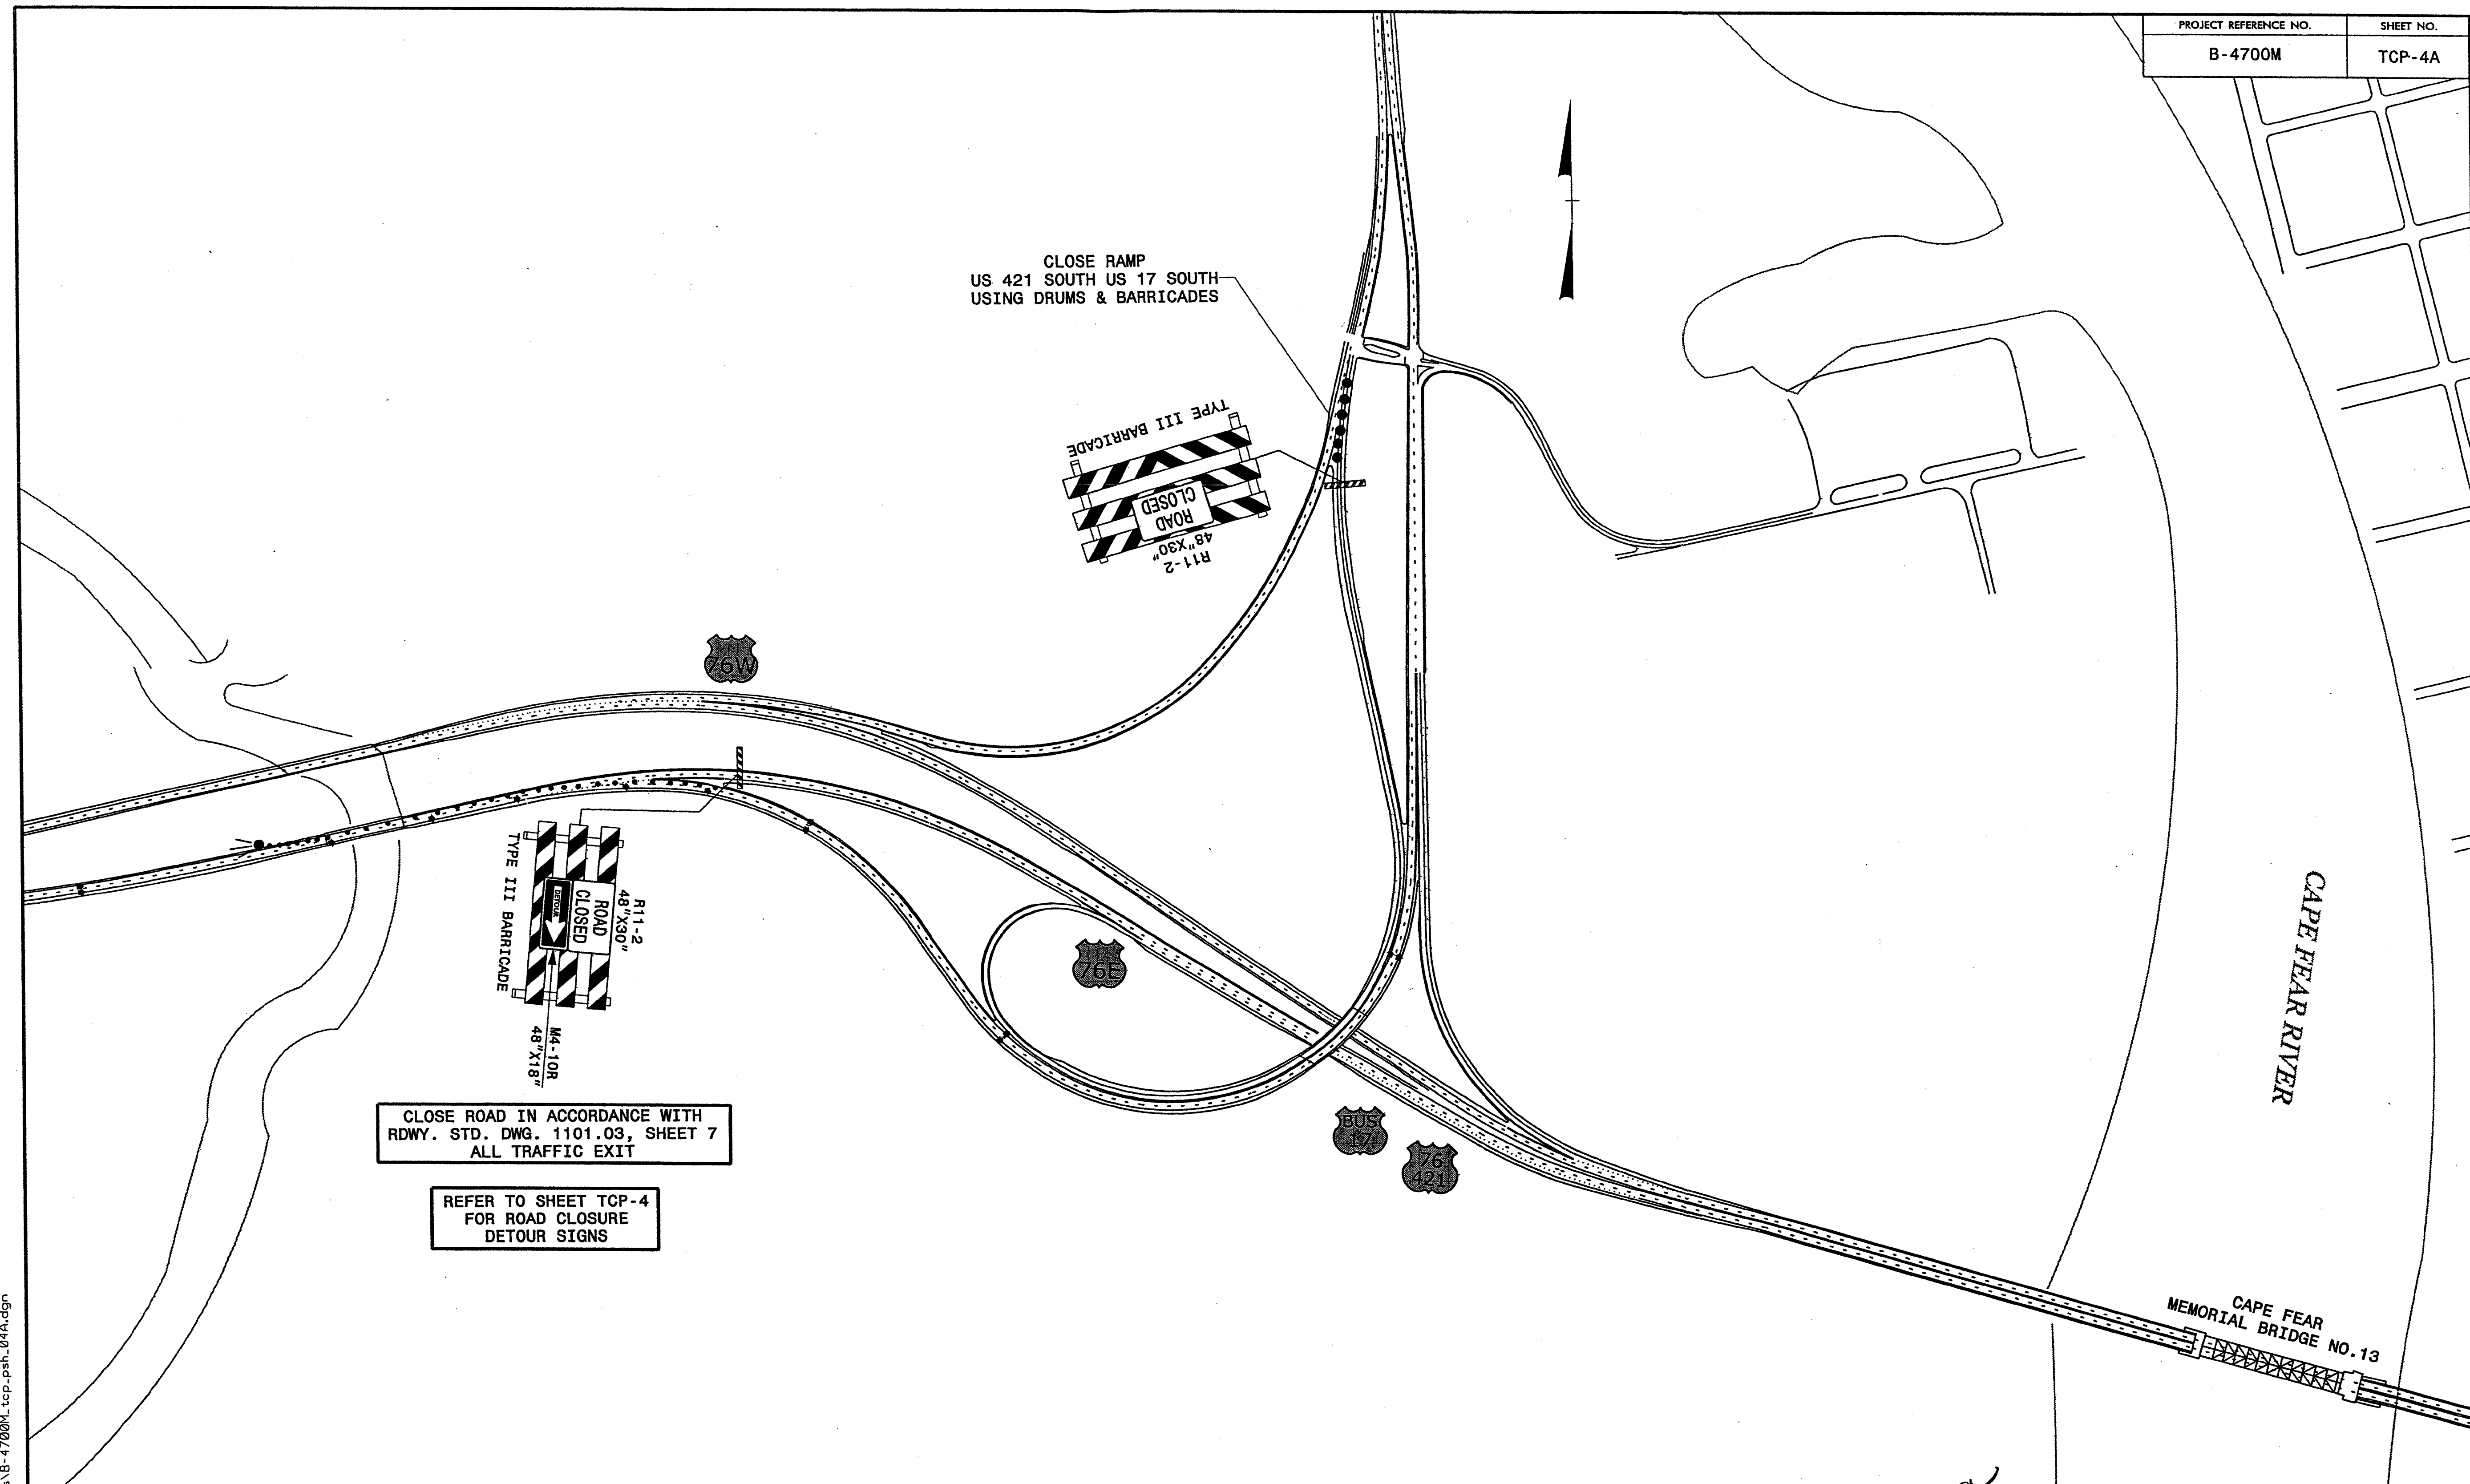 PROJECT REFERENCE NO.
SHEET NO.
B-4700M
TCP-4A
CLOSE RAMP
US 421 SOUTH US 17 SOUTH
USING DRUMS & BARRICADES
TYPE III BARRICADE
ROAD
CLOSED
R11-2
48"X30"
76W
R11-2
48"X30"
ROAD
CLOSED
DETOUR
TYPE III BARRICADE
M4-10R
48"X18"
76E
CLOSE ROAD IN ACCORDANCE WITH
RDWY. STD. DWG. 1101.03, SHEET 7
ALL TRAFFIC EXIT
REFER TO SHEET TCP-4
FOR ROAD CLOSURE
DETOUR SIGNS
BUS
17
76
421
CAPE FEAR RIVER
CAPE FEAR
MEMORIAL BRIDGE NO.13
\B-4700M_tcp_psh_04A.dgn